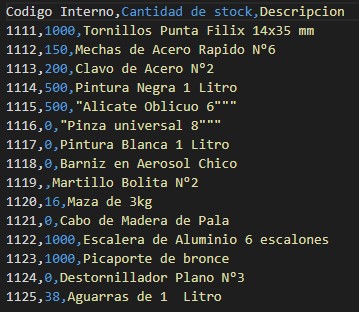 Codigo Interno,Cantidad de stock,Descripcion
1111,1000,Tornillos Punta Filix 14x35 mm
1112,150,Mechas de Acero Rapido Nº6
1113,200,Clavo de Acero Nº2
1114,500,Pintura Negra 1 Litro
1115,500,"Alicate Oblicuo 6"""
1116,0,"Pinza universal 8"""
1117,0,Pintura Blanca 1 Litro
1118,0,Barniz en Aerosol Chico
1119,,Martillo Bolita Nº2
1120,16,Maza de 3kg
1121,0,Cabo de Madera de Pala
1122,1000,Escalera de Aluminio 6 escalones
1123,1000,Picaporte de bronce
1124,0,Destornillador Plano Nº3
1125,38,Aguarras de 1  Litro